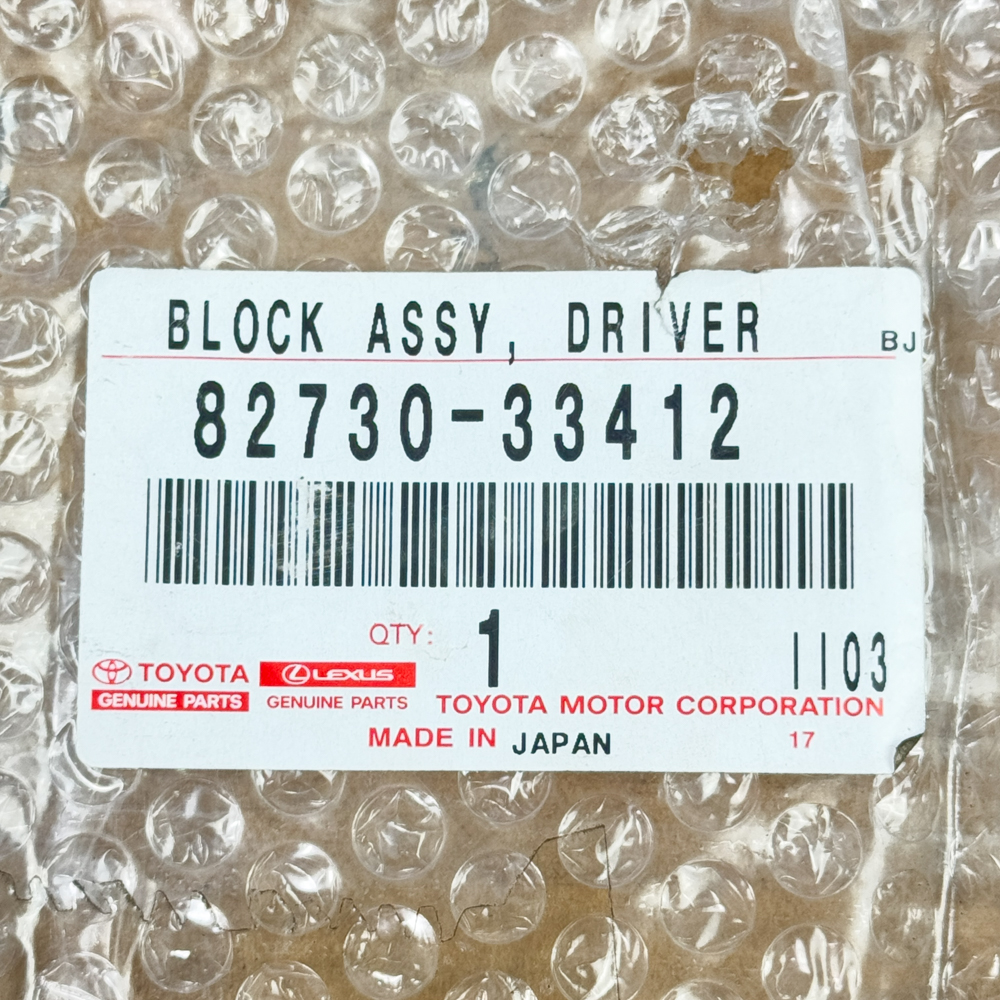 BLOCK ASSY, DRIVER
BJ
82730-33412
QTY: 1
1103
TOYOTA LEXUS
GENUINE PARTS GENUINE PARTS
TOYOTA MOTOR CORPORATION
MADE IN JAPAN 17